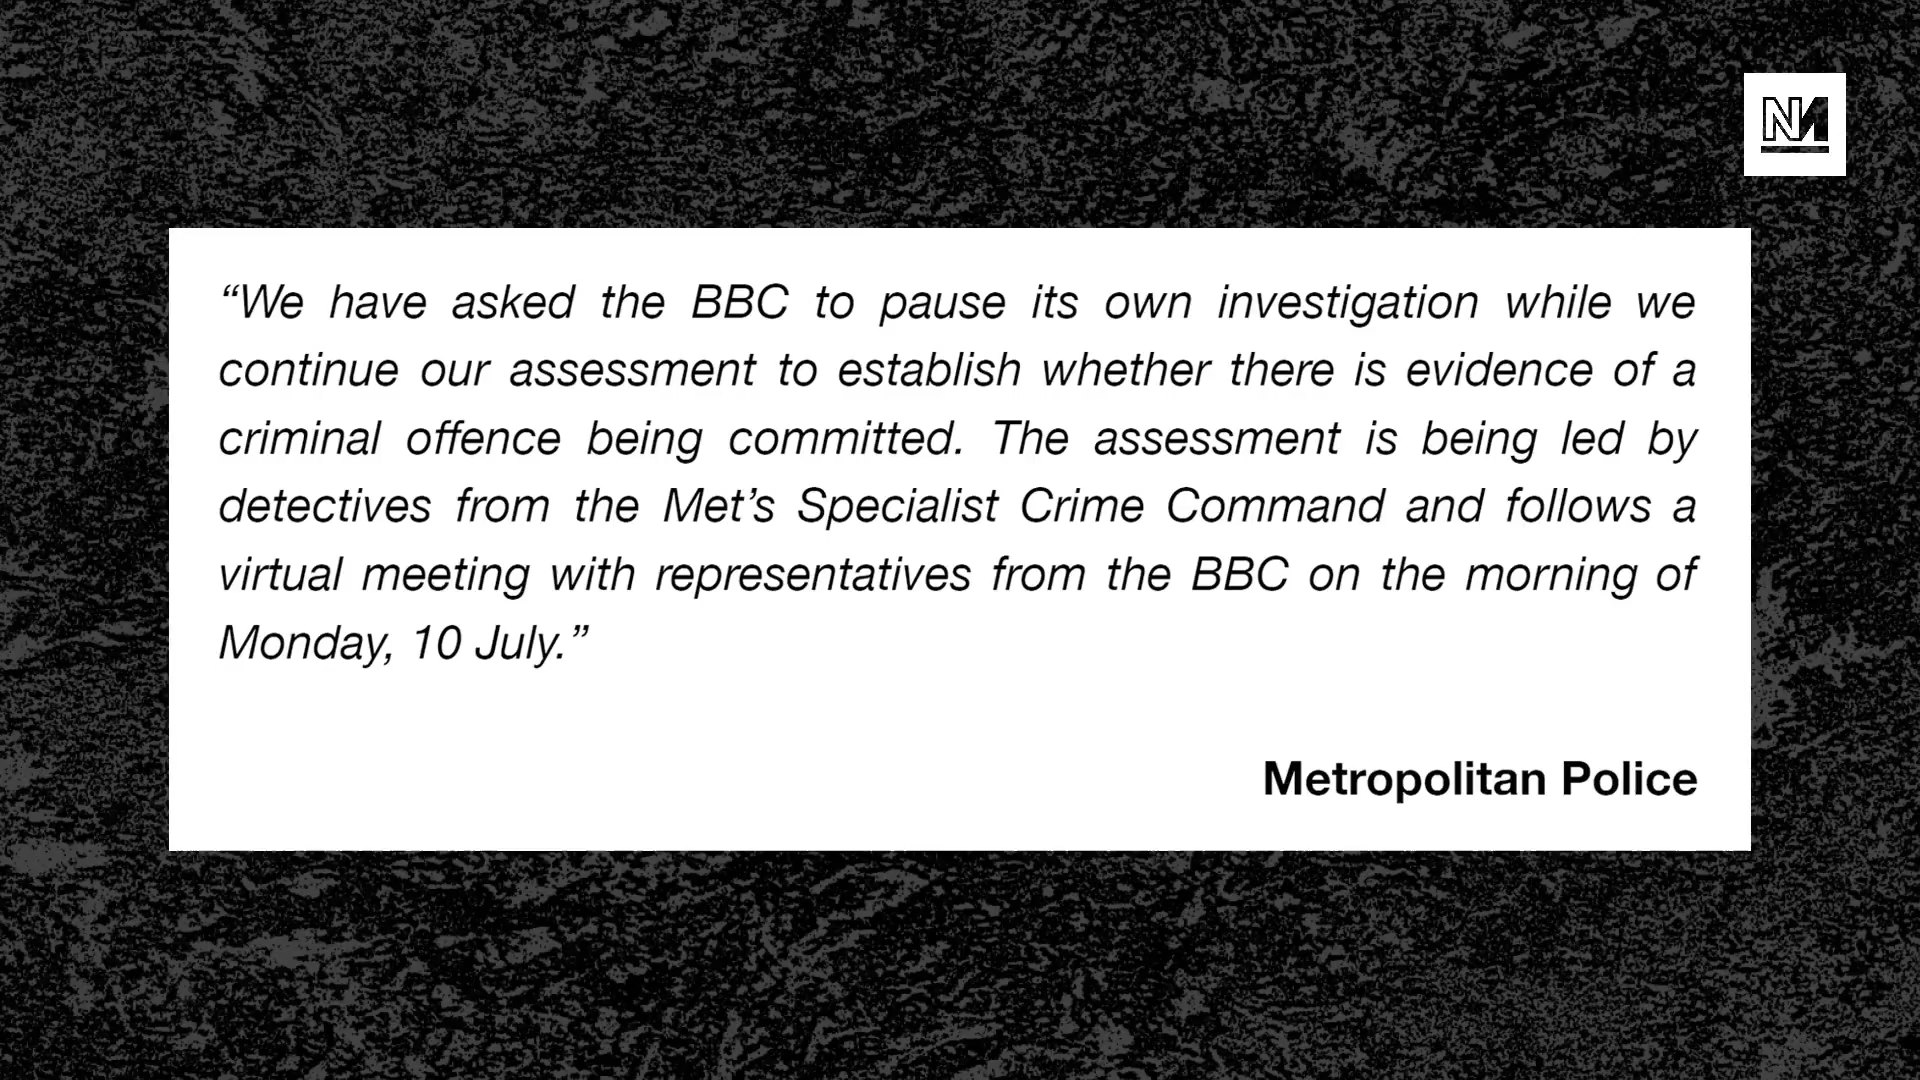 NM
“We have asked the BBC to pause its own investigation while we
continue our assessment to establish whether there is evidence of a
criminal offence being committed. The assessment is being led by
detectives from the Met’s Specialist Crime Command and follows a
virtual meeting with representatives from the BBC on the morning of
Monday, 10 July.”
Metropolitan Police